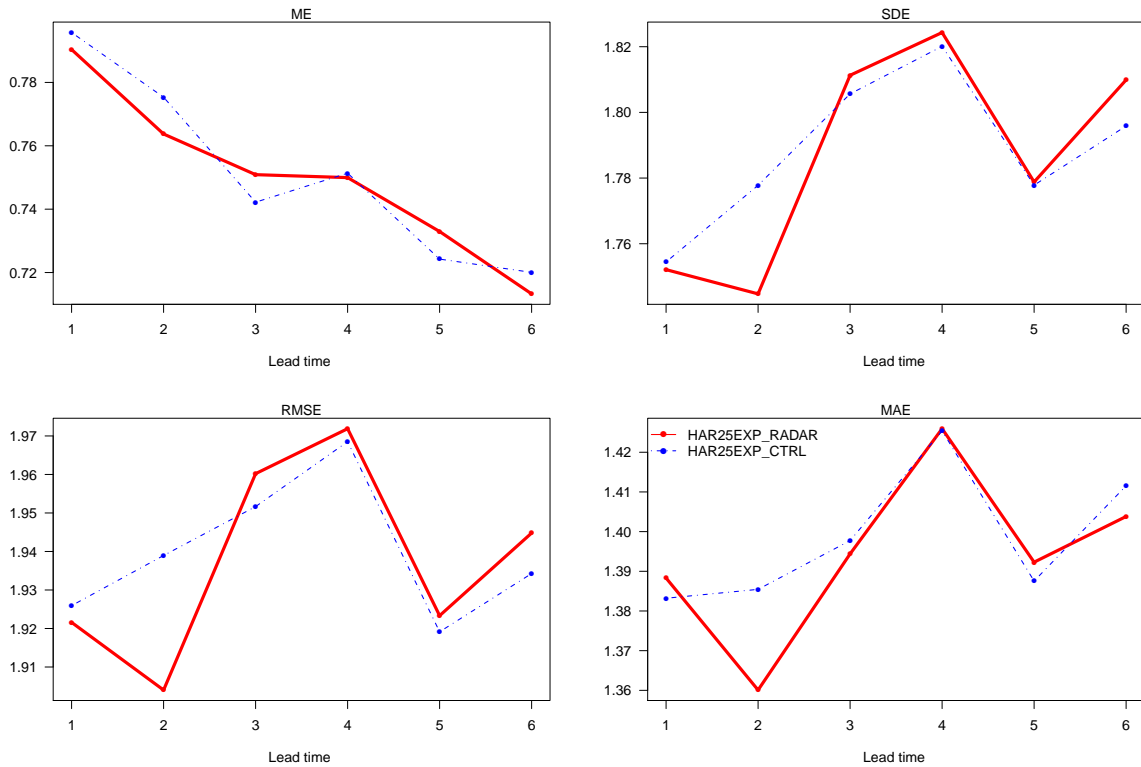 ME
0.78
0.76
0.74
0.72
1 2 3 4 5 6
Lead time
SDE
1.82
1.80
1.78
1.76
1 2 3 4 5 6
Lead time
RMSE
1.97
1.96
1.95
1.94
1.93
1.92
1.91
1 2 3 4 5 6
Lead time
MAE
HAR25EXP_RADAR
HAR25EXP_CTRL
1.42
1.41
1.40
1.39
1.38
1.37
1.36
1 2 3 4 5 6
Lead time